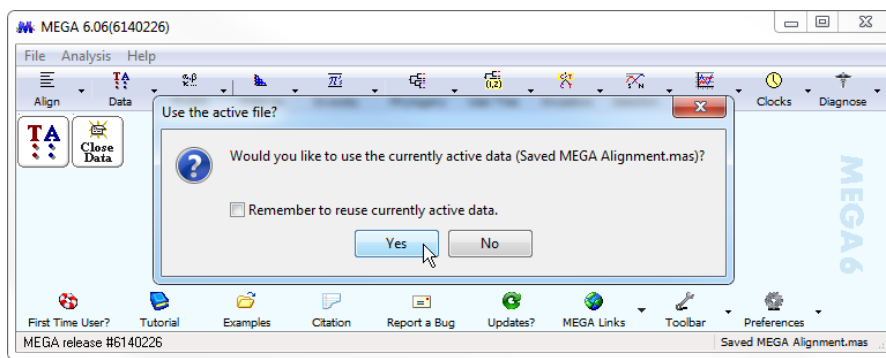 MEGA 6.06(6140226)
File Analysis Help
TA
Align Data Clocks Diagnose
Use the active file?
TA
Close
Data
Would you like to use the currently active data (Saved MEGA Alignment.mas)?
Remember to reuse currently active data.
Yes No
MEGA6
First Time User? Tutorial Examples Citation Report a Bug Updates? MEGA Links Toolbar Preferences
MEGA release #6140226 Saved MEGA Alignment.mas